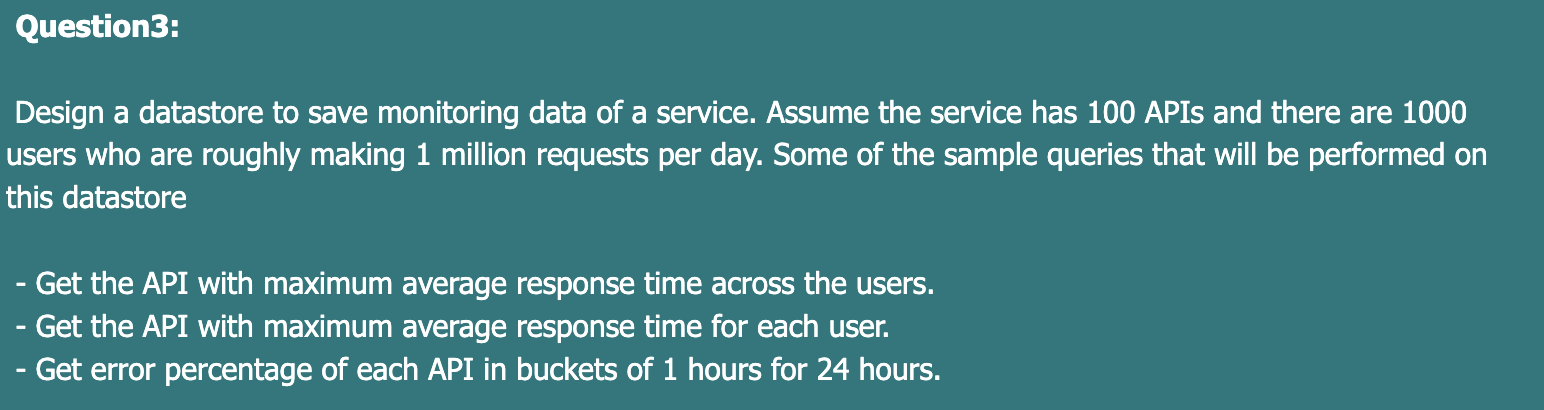 Question3:
Design a datastore to save monitoring data of a service. Assume the service has 100 APIs and there are 1000
users who are roughly making 1 million requests per day. Some of the sample queries that will be performed on
this datastore
- Get the API with maximum average response time across the users.
- Get the API with maximum average response time for each user.
- Get error percentage of each API in buckets of 1 hours for 24 hours.